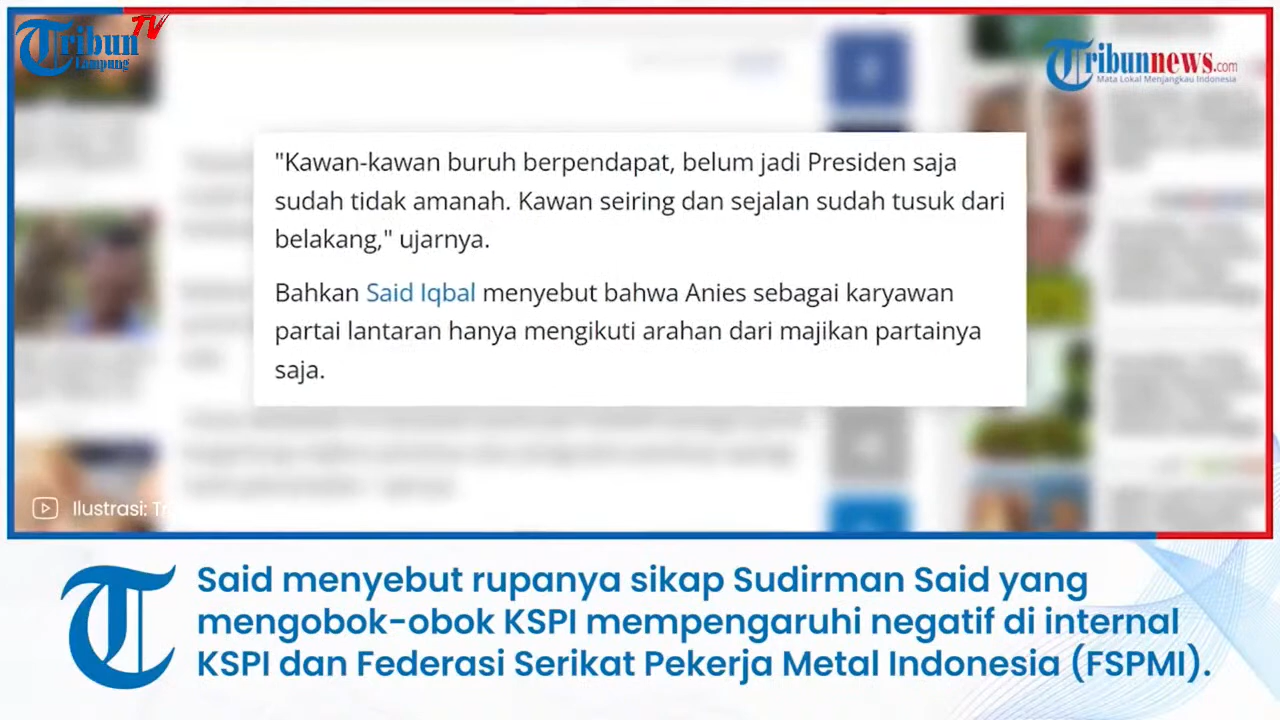 Tribun TV
Lampung
Tribunnews.com
Mata Lokal Menjangkau Indonesia
"Kawan-kawan buruh berpendapat, belum jadi Presiden saja
sudah tidak amanah. Kawan seiring dan sejalan sudah tusuk dari
belakang," ujarnya.
Bahkan Said Iqbal menyebut bahwa Anies sebagai karyawan
partai lantaran hanya mengikuti arahan dari majikan partainya
saja.
Ilustrasi:
Said menyebut rupanya sikap Sudirman Said yang
mengobok-obok KSPI mempengaruhi negatif di internal
KSPI dan Federasi Serikat Pekerja Metal Indonesia (FSPMI).